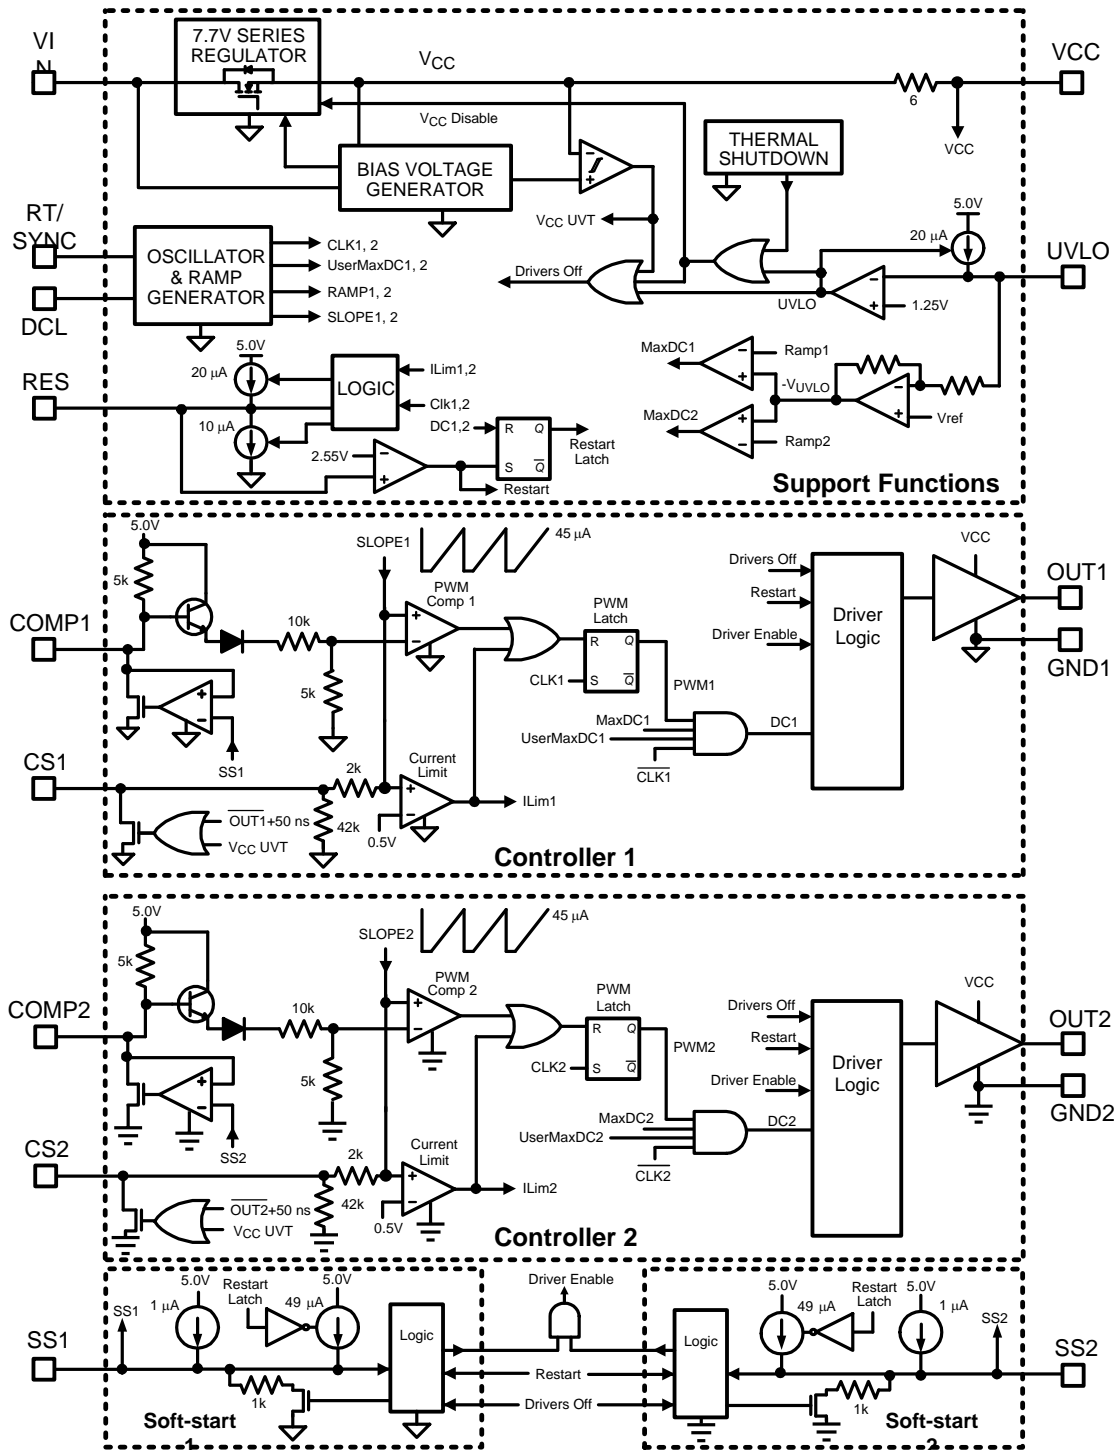 VI
N
7.7V SERIES
REGULATOR
VCC
6
VCC
VCC
VCC Disable
BIAS VOLTAGE
GENERATOR
THERMAL
SHUTDOWN
VCC UVT
5.0V
20 µA
UVLO
RT/
SYNC
DCL
OSCILLATOR
& RAMP
GENERATOR
CLK1, 2
UserMaxDC1, 2
RAMP1, 2
SLOPE1, 2
Drivers Off
UVLO
1.25V
RES
5.0V
20 µA
10 µA
LOGIC
ILim1,2
Clk1,2
DC1,2
R
Q
S
Q
Restart
Latch
2.55V
Restart
MaxDC1
Ramp1
-VUVLO
MaxDC2
Ramp2
Vref
Support Functions
5.0V
5k
COMP1
SLOPE1
45 µA
PWM
Comp 1
10k
5k
SS1
CS1
2k
42k
Current
Limit
0.5V
ILim1
OUT1+50 ns
VCC UVT
PWM
Latch
R
Q
S
Q
CLK1
PWM1
MaxDC1
UserMaxDC1
CLK1
DC1
Drivers Off
Restart
Driver Enable
Driver
Logic
VCC
OUT1
GND1
Controller 1
5.0V
5k
COMP2
SLOPE2
45 µA
PWM
Comp 2
10k
5k
SS2
CS2
2k
42k
Current
Limit
0.5V
ILim2
OUT2+50 ns
VCC UVT
PWM
Latch
R
Q
S
Q
CLK2
PWM2
MaxDC2
UserMaxDC2
CLK2
DC2
Drivers Off
Restart
Driver Enable
Driver
Logic
VCC
OUT2
GND2
Controller 2
SS1
SS1
5.0V
1 µA
Restart
Latch
49 µA
5.0V
Logic
1k
Soft-start
1
Driver Enable
Restart
Drivers Off
Logic
5.0V
49 µA
Restart
Latch
5.0V
1 µA
SS2
SS2
1k
Soft-start
2